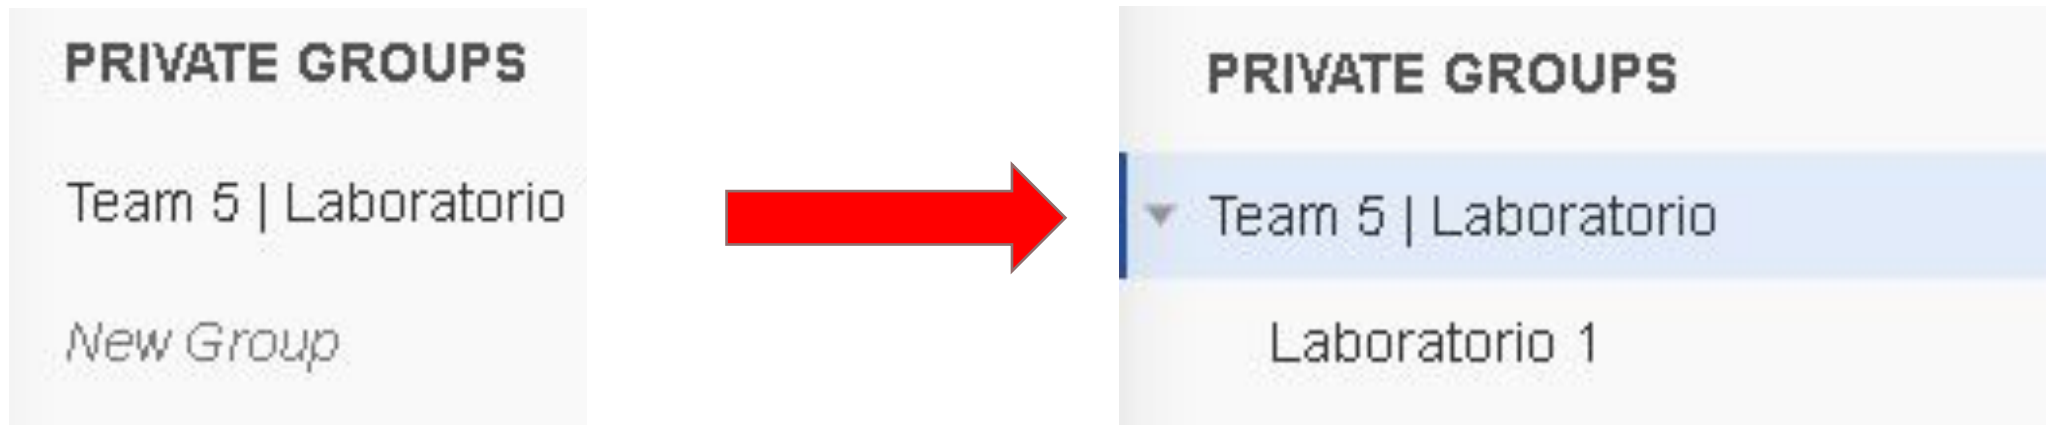 PRIVATE GROUPS
Team 5 | Laboratorio
New Group
PRIVATE GROUPS
Team 5 | Laboratorio
Laboratorio 1